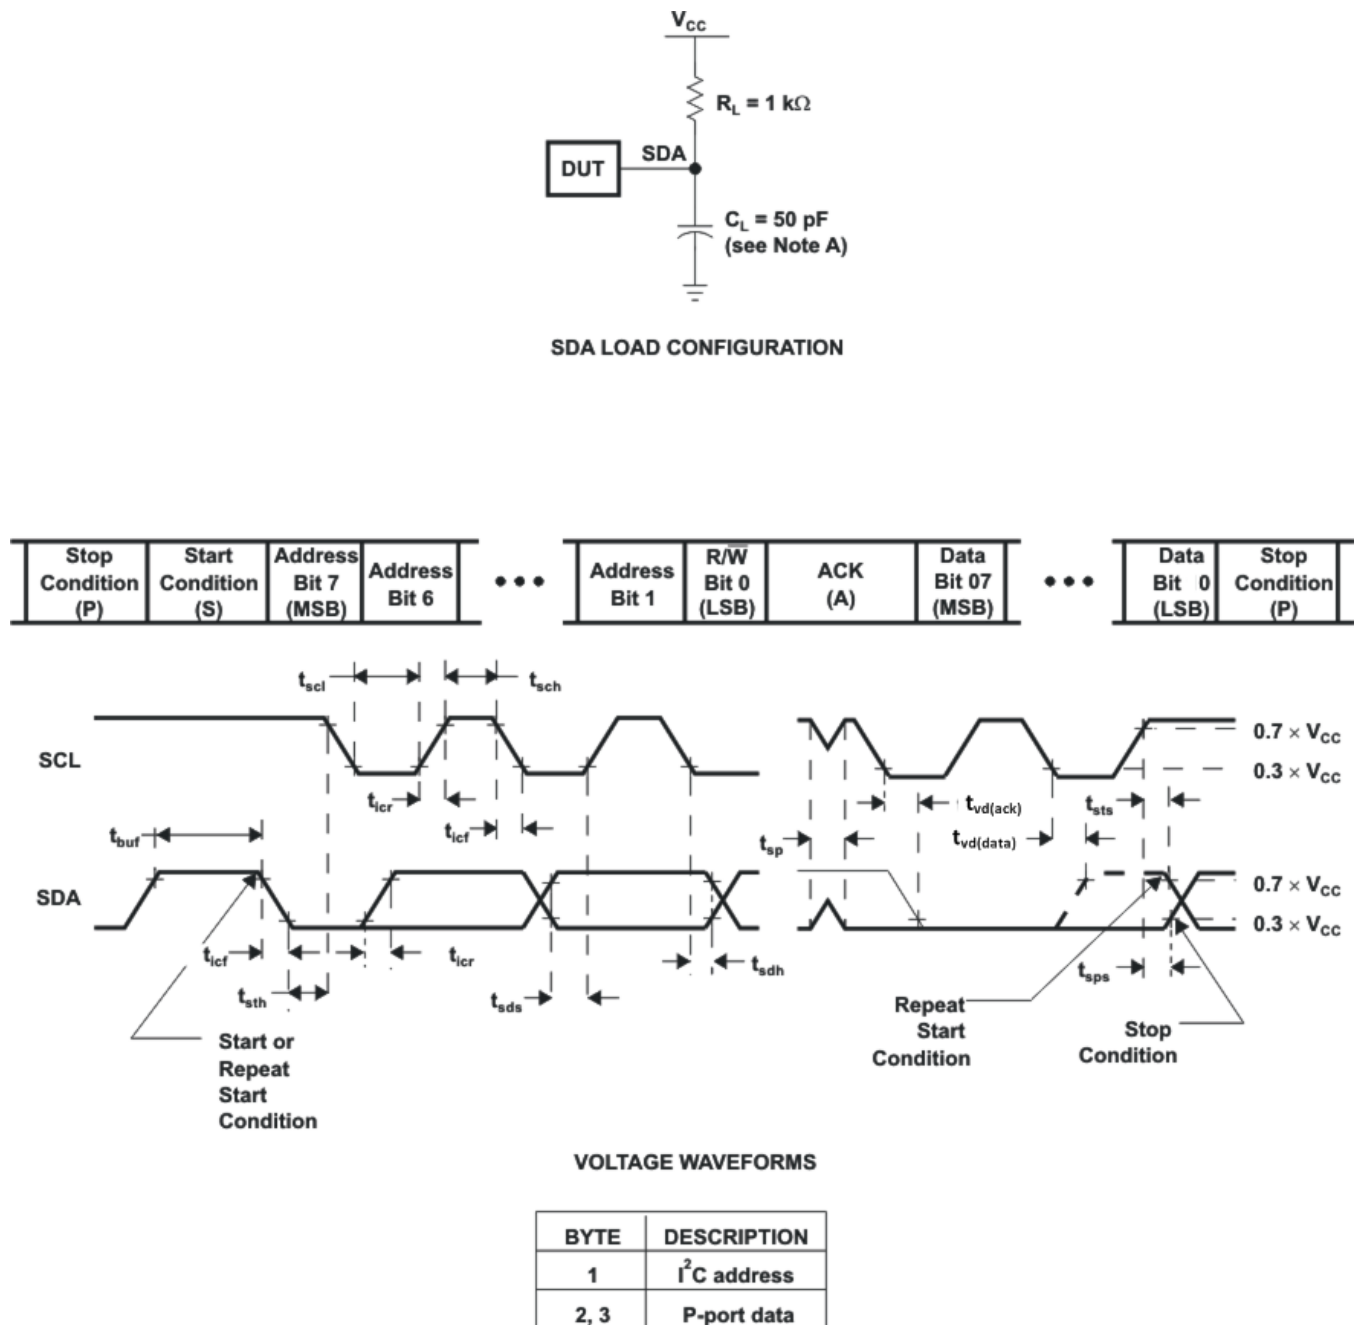 VCC
RL = 1 kΩ
DUT
SDA
CL = 50 pF
(see Note A)
SDA LOAD CONFIGURATION
Stop
Condition
(P)
Start
Condition
(S)
Address
Bit 7
(MSB)
Address
Bit 6
• • •
Address
Bit 1
R/W̅
Bit 0
(LSB)
ACK
(A)
Data
Bit 07
(MSB)
• • •
Data
Bit 0
(LSB)
Stop
Condition
(P)
tscl
tsch
SCL
0.7 × VCC
0.3 × VCC
ticr
ticf
tvd(ack)
tsts
tbuf
tsp
tvd(data)
SDA
0.7 × VCC
0.3 × VCC
ticf
ticr
tsdh
tsps
tsth
tsds
Start or
Repeat
Start
Condition
Repeat
Start
Condition
Stop
Condition
VOLTAGE WAVEFORMS
BYTE DESCRIPTION
1 I2C address
2, 3 P-port data